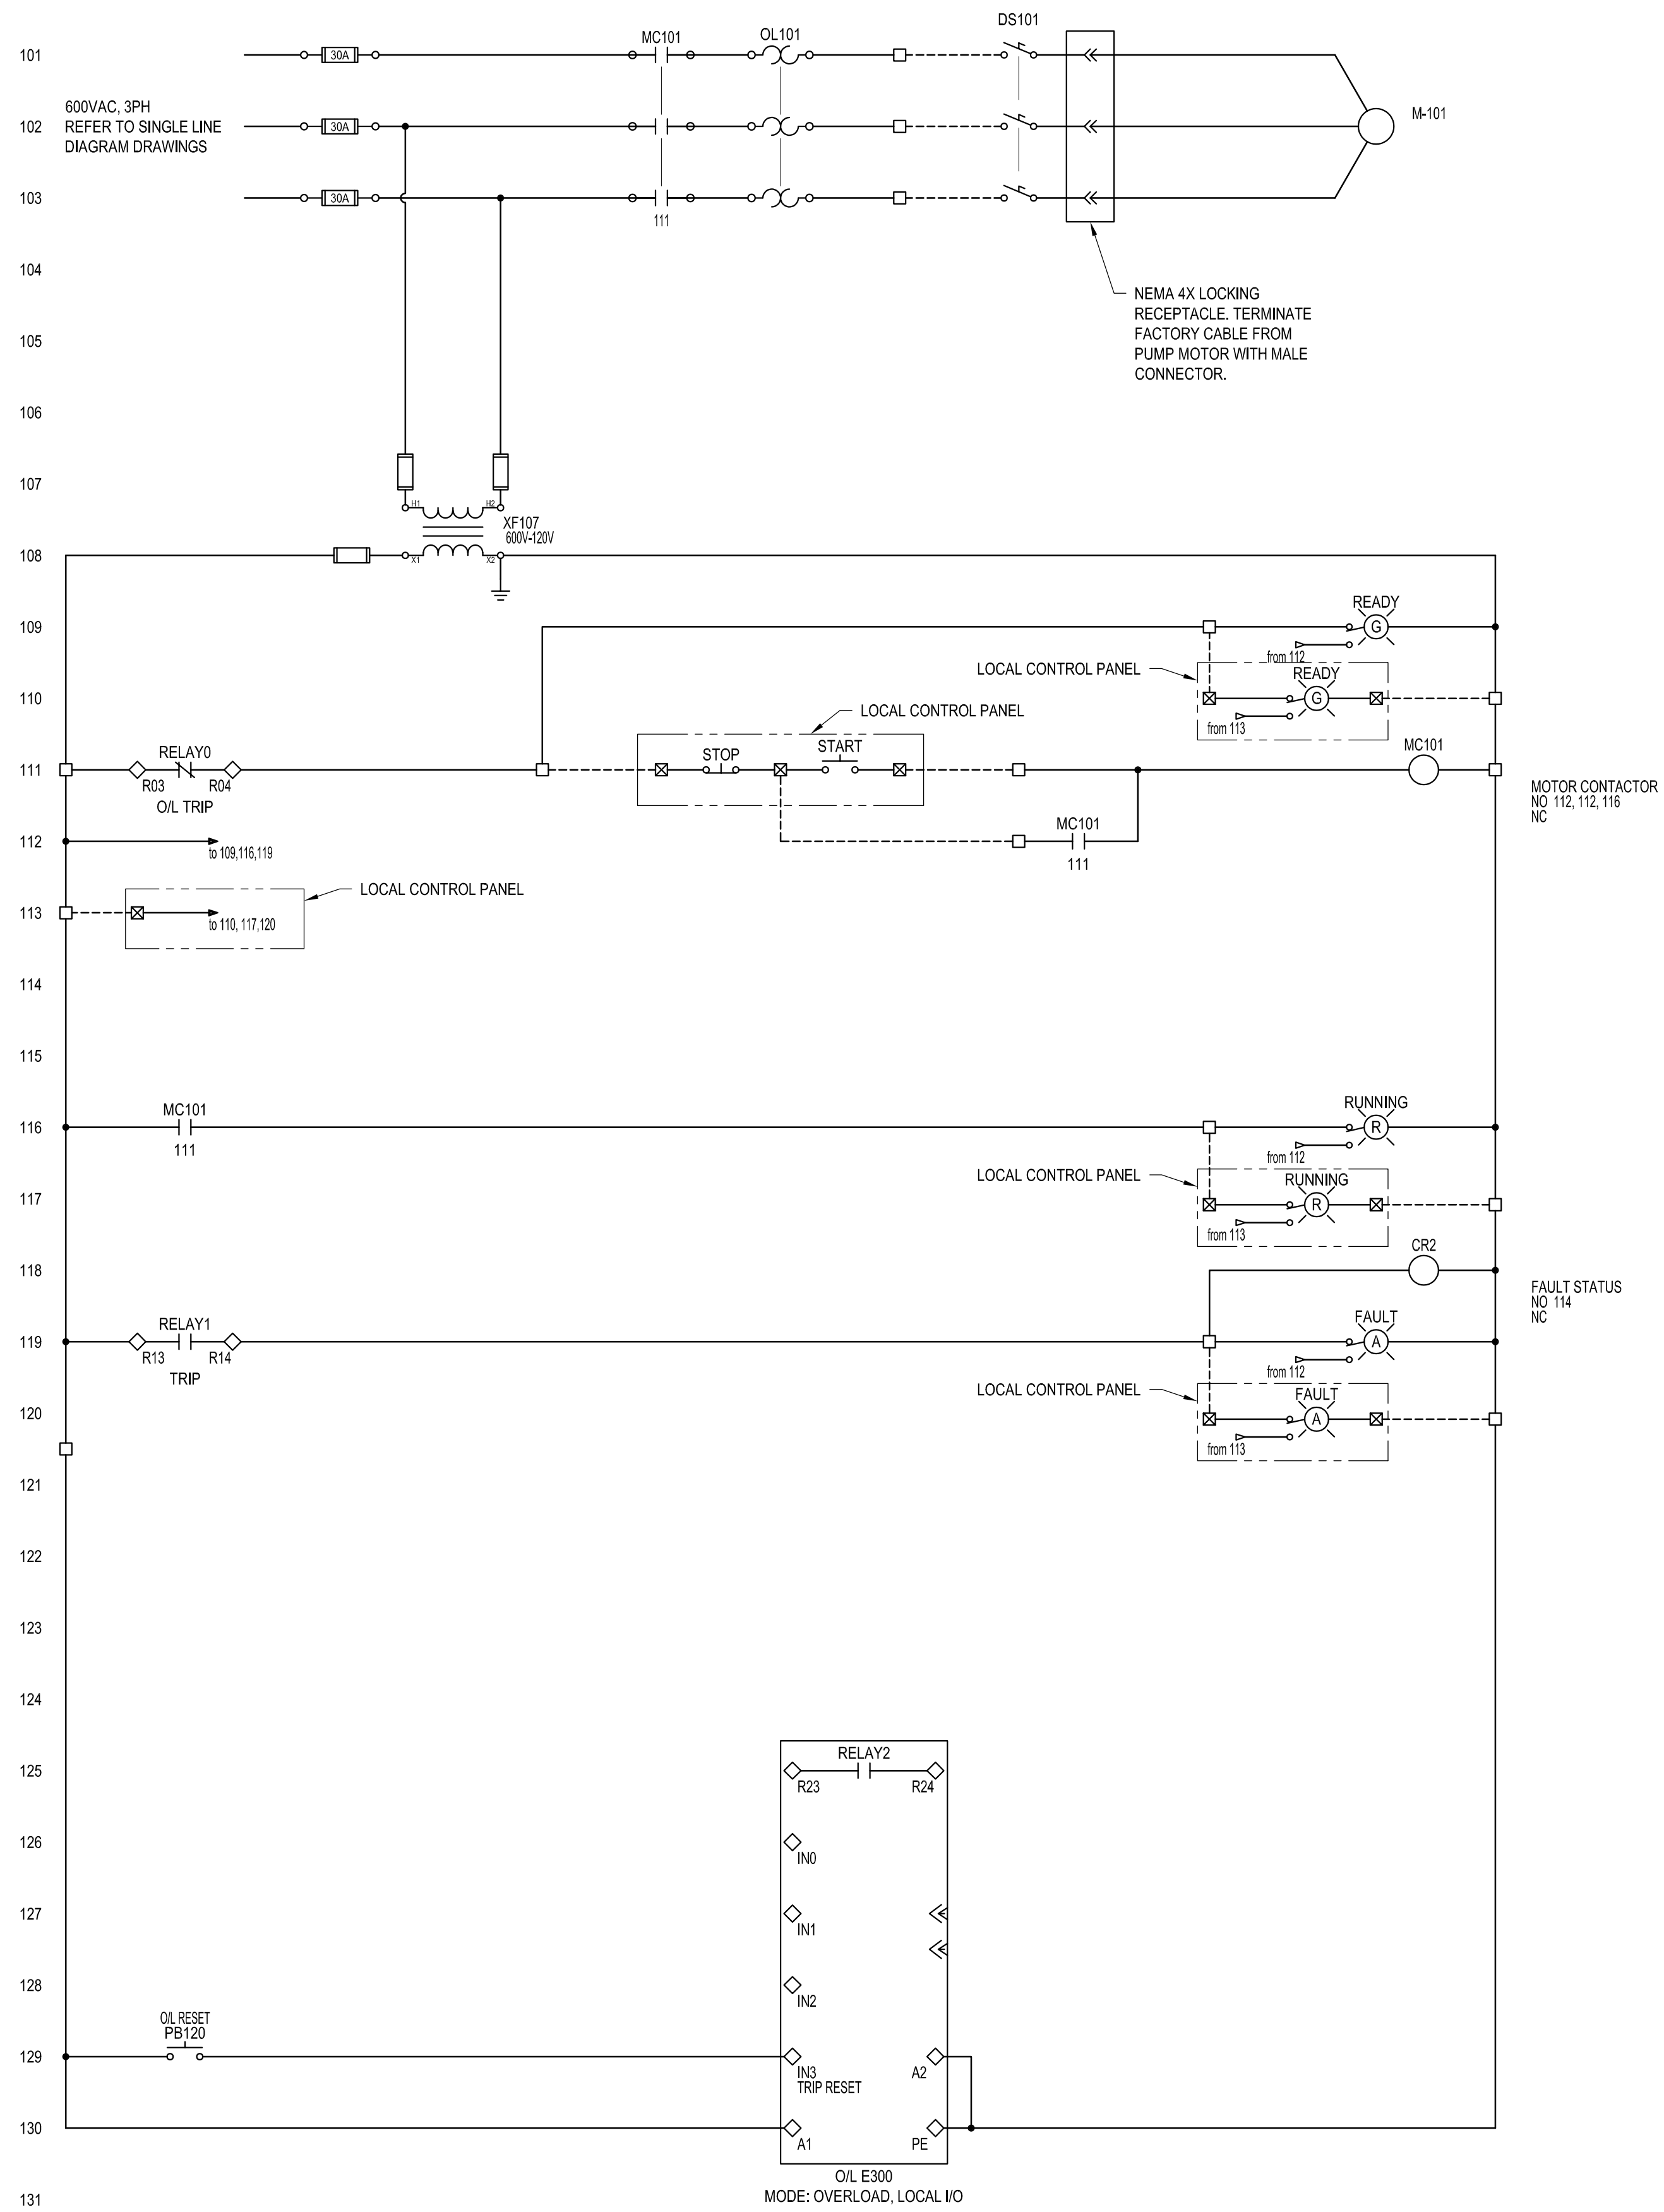 DS101
MC101
OL101
101
30A
600VAC, 3PH
102
REFER TO SINGLE LINE
30A
M-101
DIAGRAM DRAWINGS
103
30A
111
104
NEMA 4X LOCKING
RECEPTACLE. TERMINATE
FACTORY CABLE FROM
PUMP MOTOR WITH MALE
CONNECTOR.
105
106
107
H1
H2
XF107
600V-120V
108
X1
X2
READY
109
G
from 112
LOCAL CONTROL PANEL
READY
110
G
from 113
LOCAL CONTROL PANEL
RELAY0
STOP
START
MC101
111
R03
R04
O/L TRIP
MOTOR CONTACTOR
NO 112, 112, 116
NC
MC101
112
to 109,116,119
111
LOCAL CONTROL PANEL
113
to 110, 117,120
114
115
MC101
RUNNING
116
R
111
from 112
LOCAL CONTROL PANEL
RUNNING
117
R
from 113
CR2
118
FAULT STATUS
NO 114
NC
RELAY1
FAULT
119
A
R13
R14
TRIP
from 112
LOCAL CONTROL PANEL
FAULT
120
A
from 113
121
122
123
124
RELAY2
125
R23
R24
126
IN0
127
IN1
128
IN2
O/L RESET
PB120
129
IN3
A2
TRIP RESET
130
A1
PE
O/L E300
131
MODE: OVERLOAD, LOCAL I/O